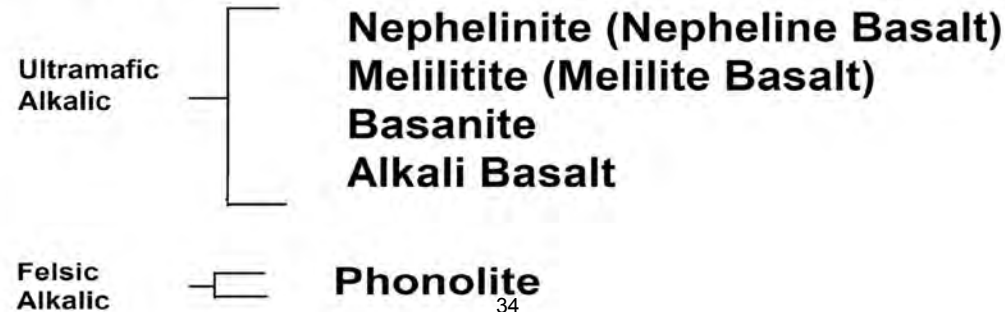 Ultramafic
Alkalic
Nephelinite (Nepheline Basalt)
Melilitite (Melilite Basalt)
Basanite
Alkali Basalt
Felsic
Alkalic
Phonolite
34